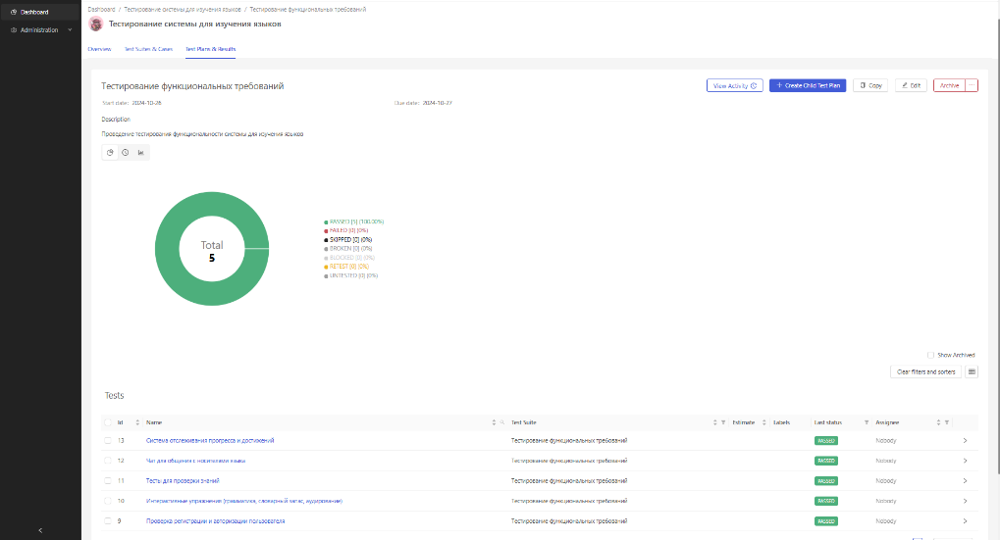 Dashboard
Administration
Dashboard / Тестирование системы для изучения языков / Тестирование функциональных требований
Тестирование системы для изучения языков
Overview Test Suites & Cases Test Plans & Results
Тестирование функциональных требований
View Activity Create Child Test Plan Copy Edit Archive
Start date: 2024-10-26 Due date: 2024-10-27
Description
Проведение тестирования функциональности системы для изучения языков
Total
5
PASSED [5] (100.00%)
FAILED [0] (0%)
SKIPPED [0] (0%)
BROKEN [0] (0%)
BLOCKED [0] (0%)
RETEST [0] (0%)
UNTESTED [0] (0%)
Show Archived
Clear filters and sorters
Tests
Id Name Test Suite Estimate Labels Last status Assignee
13 Система отслеживания прогресса и достижений Тестирование функциональных требований PASSED Nobody
12 Чат для общения с носителями языка Тестирование функциональных требований PASSED Nobody
11 Тесты для проверки знаний Тестирование функциональных требований PASSED Nobody
10 Интерактивные упражнения (грамматика, словарный запас, аудирование) Тестирование функциональных требований PASSED Nobody
9 Проверка регистрации и авторизации пользователя Тестирование функциональных требований PASSED Nobody